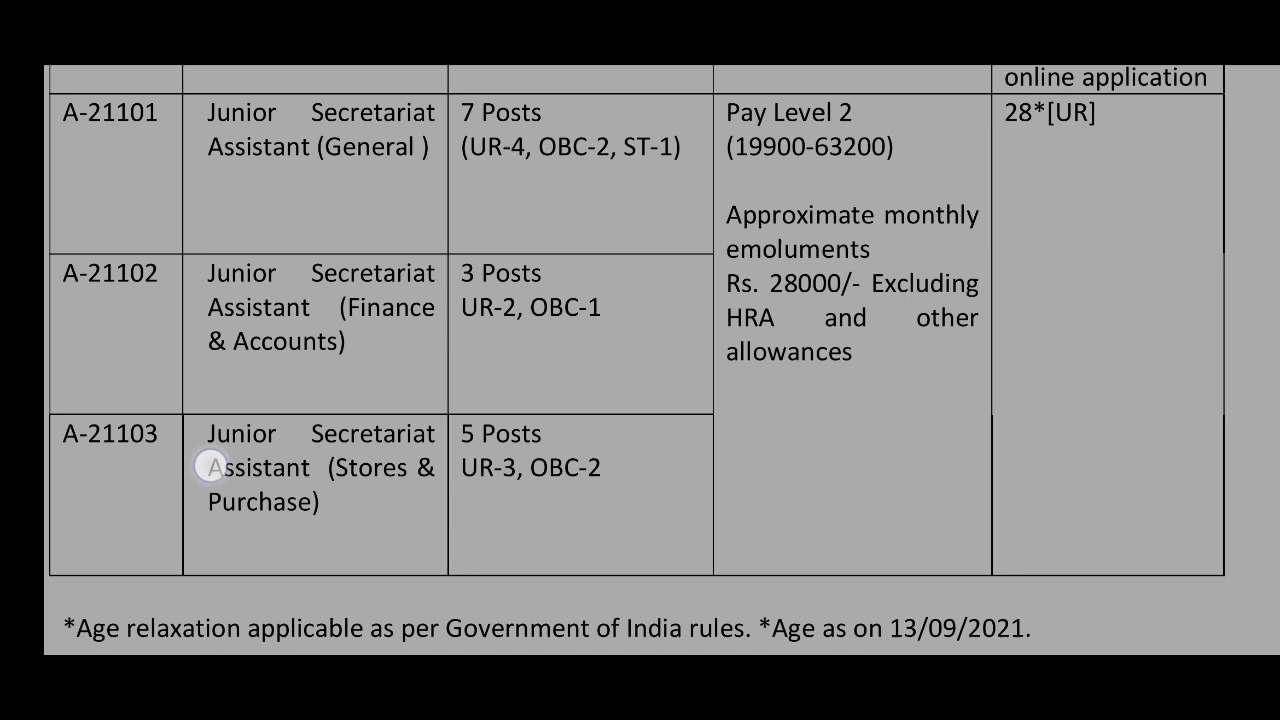 online application
A-21101
Junior Secretariat
Assistant (General )
7 Posts
(UR-4, OBC-2, ST-1)
Pay Level 2
(19900-63200)
Approximate monthly
emoluments
Rs. 28000/- Excluding
HRA and other
allowances
28*[UR]
A-21102
Junior Secretariat
Assistant (Finance
& Accounts)
3 Posts
UR-2, OBC-1
A-21103
Junior Secretariat
Assistant (Stores &
Purchase)
5 Posts
UR-3, OBC-2
*Age relaxation applicable as per Government of India rules. *Age as on 13/09/2021.